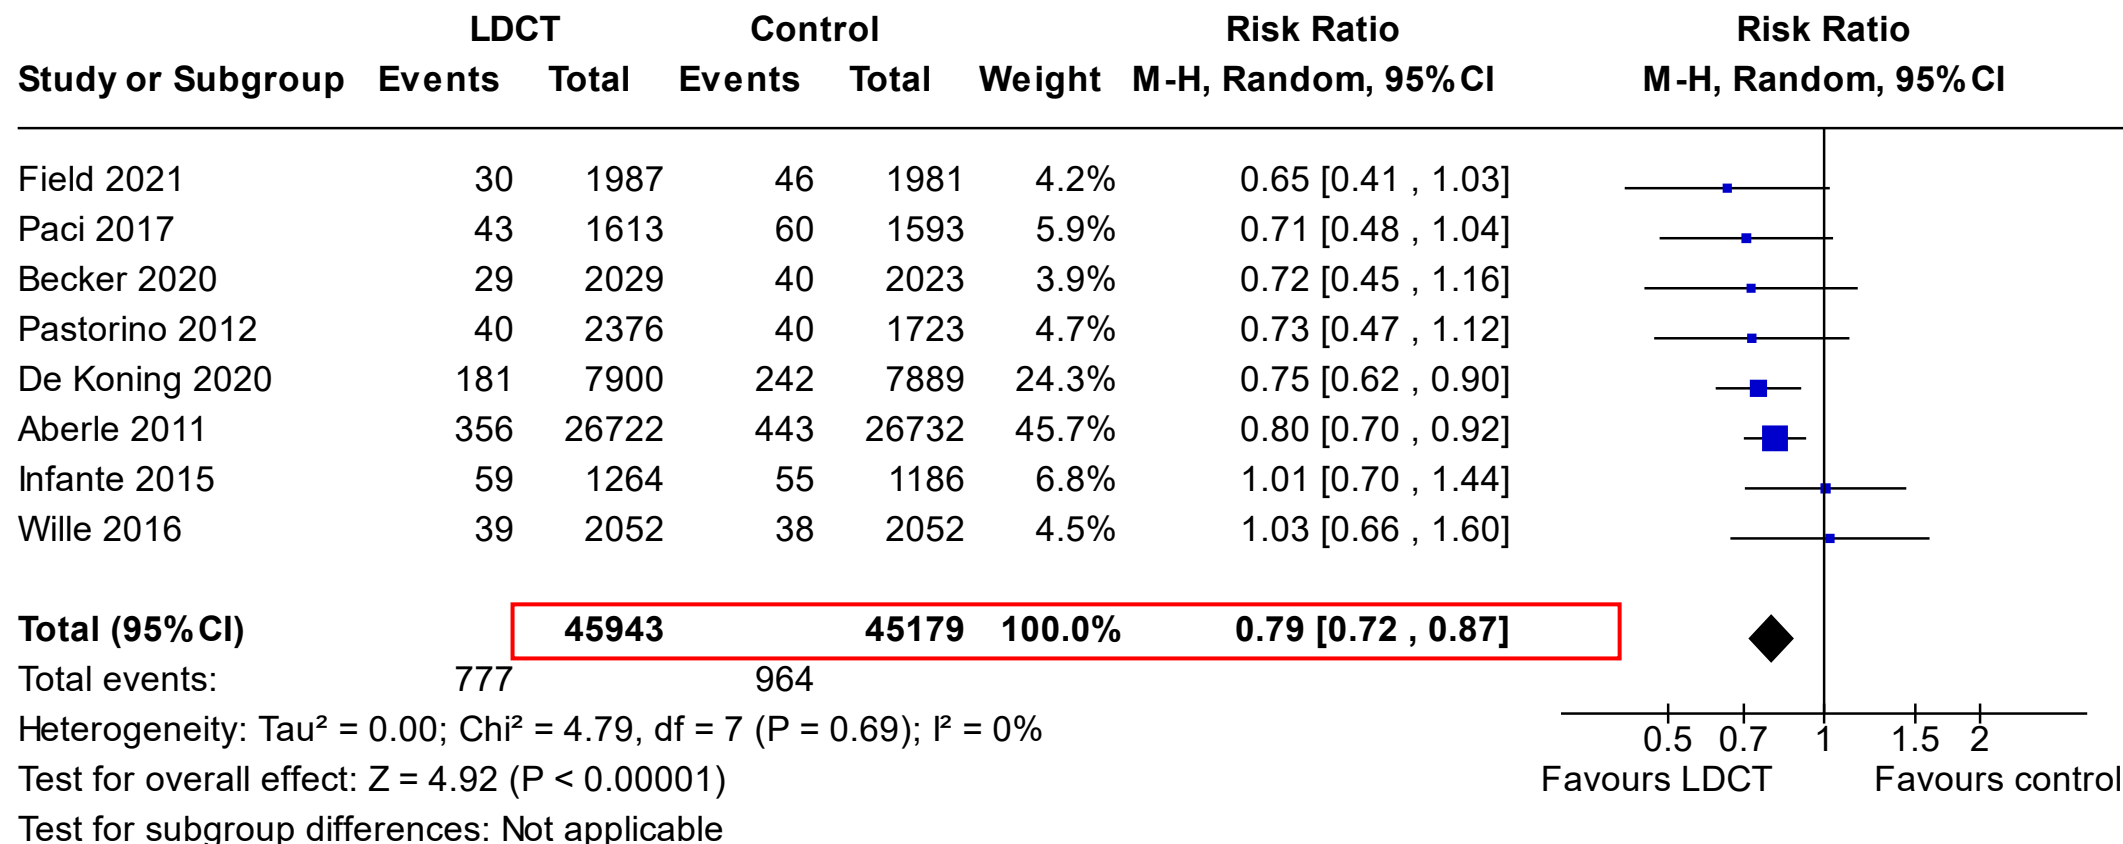 LDCT Control Risk Ratio Risk Ratio
Study or Subgroup Events Total Events Total Weight M-H, Random, 95% CI M-H, Random, 95% CI
Field 2021 30 1987 46 1981 4.2% 0.65 [0.41 , 1.03]
Paci 2017 43 1613 60 1593 5.9% 0.71 [0.48 , 1.04]
Becker 2020 29 2029 40 2023 3.9% 0.72 [0.45 , 1.16]
Pastorino 2012 40 2376 40 1723 4.7% 0.73 [0.47 , 1.12]
De Koning 2020 181 7900 242 7889 24.3% 0.75 [0.62 , 0.90]
Aberle 2011 356 26722 443 26732 45.7% 0.80 [0.70 , 0.92]
Infante 2015 59 1264 55 1186 6.8% 1.01 [0.70 , 1.44]
Wille 2016 39 2052 38 2052 4.5% 1.03 [0.66 , 1.60]
Total (95% CI) 45943 45179 100.0% 0.79 [0.72 , 0.87]
Total events: 777 964
Heterogeneity: Tau² = 0.00; Chi² = 4.79, df = 7 (P = 0.69); I² = 0%
0.5 0.7 1 1.5 2
Test for overall effect: Z = 4.92 (P < 0.00001) Favours LDCT Favours control
Test for subgroup differences: Not applicable